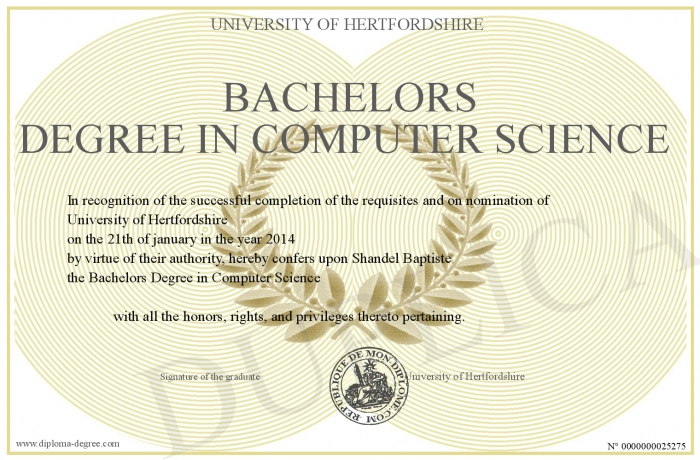 UNIVERSITY OF HERTFORDSHIRE
BACHELORS
DEGREE IN COMPUTER SCIENCE
In recognition of the successful completion of the requisites and on nomination of
University of Hertfordshire
on the 21th of january in the year 2014
by virtue of their authority, hereby confers upon Shandel Baptiste
the Bachelors Degree in Computer Science
with all the honors, rights, and privileges thereto pertaining.
DUPLICATA
Signature of the graduate
REPUBLIQUE DE MON-DIPLOME.COM
University of Hertfordshire
www.diploma-degree.com
N° 0000000025275